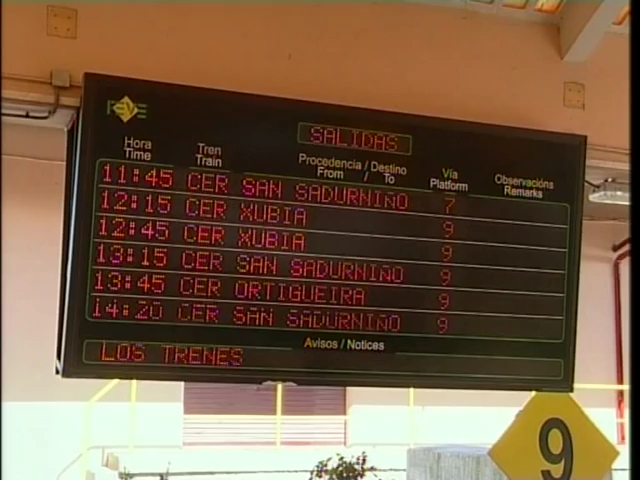 FEVE
SALIDAS
Hora Time Tren Train Procedencia / Destino From / To Vía Platform Observacións Remarks
11:45 CER SAN SADURNIÑO 7
12:15 CER XUBIA 9
12:45 CER XUBIA 9
13:15 CER SAN SADURNIÑO 9
13:45 CER ORTIGUEIRA 9
14:20 CER SAN SADURNIÑO 9
Avisos / Notices
LOS TRENES
9